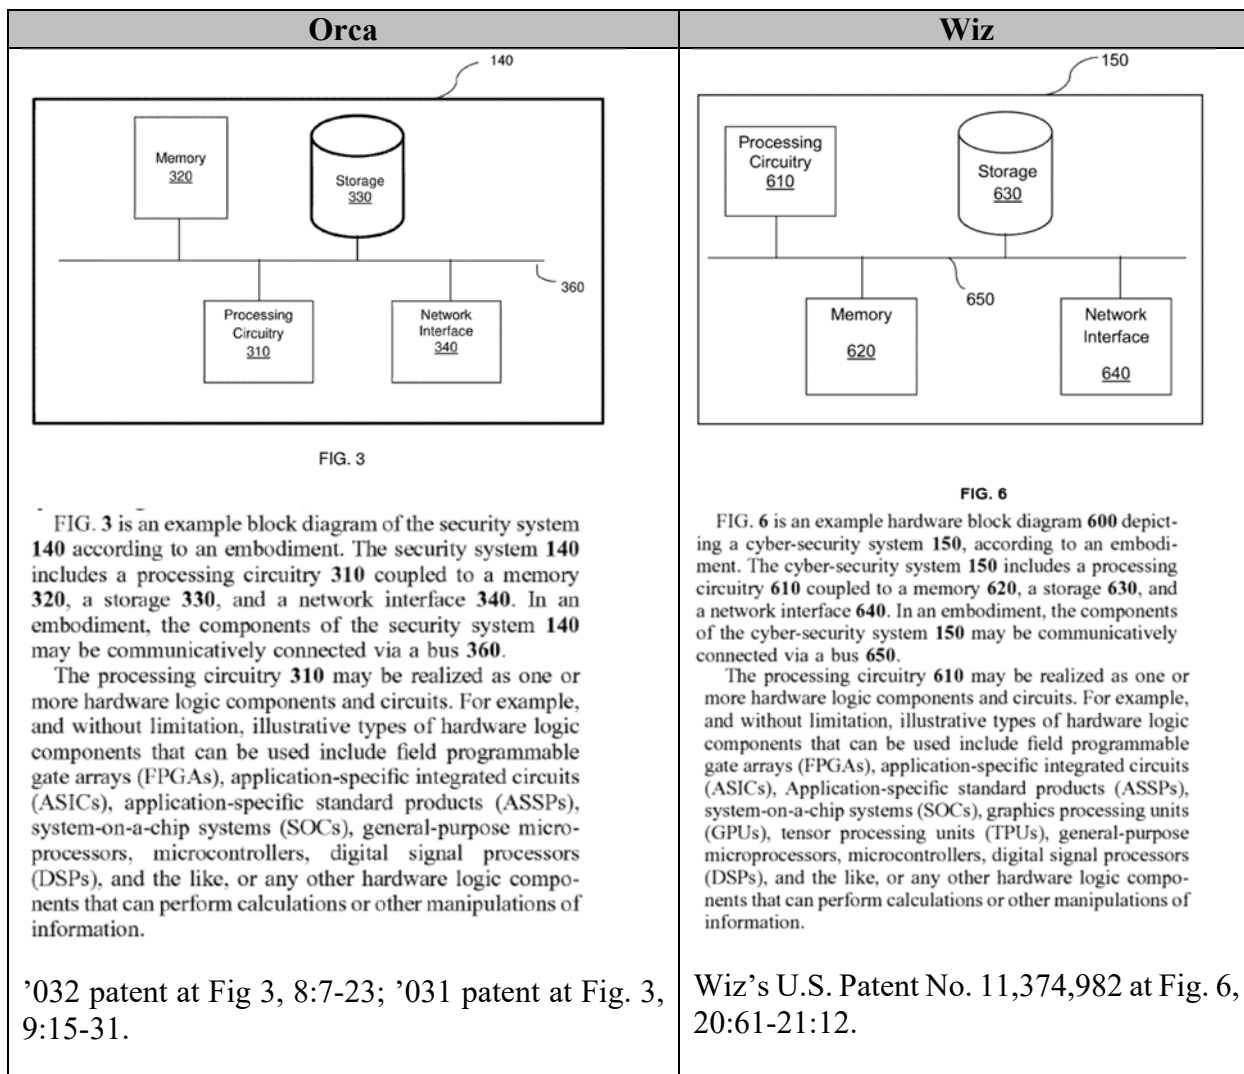 Orca
140
Memory
320
Storage
330
360
Processing
Circuitry
310
Network
Interface
340
FIG. 3
FIG. 3 is an example block diagram of the security system
140 according to an embodiment. The security system 140
includes a processing circuitry 310 coupled to a memory
320, a storage 330, and a network interface 340. In an
embodiment, the components of the security system 140
may be communicatively connected via a bus 360.
The processing circuitry 310 may be realized as one or
more hardware logic components and circuits. For example,
and without limitation, illustrative types of hardware logic
components that can be used include field programmable
gate arrays (FPGAs), application-specific integrated circuits
(ASICs), application-specific standard products (ASSPs),
system-on-a-chip systems (SOCs), general-purpose micro-
processors, microcontrollers, digital signal processors
(DSPs), and the like, or any other hardware logic compo-
nents that can perform calculations or other manipulations of
information.
’032 patent at Fig 3, 8:7-23; ’031 patent at Fig. 3,
9:15-31.
Wiz
150
Processing
Circuitry
610
Storage
630
650
Memory
620
Network
Interface
640
FIG. 6
FIG. 6 is an example hardware block diagram 600 depict-
ing a cyber-security system 150, according to an embodi-
ment. The cyber-security system 150 includes a processing
circuitry 610 coupled to a memory 620, a storage 630, and
a network interface 640. In an embodiment, the components
of the cyber-security system 150 may be communicatively
connected via a bus 650.
The processing circuitry 610 may be realized as one or
more hardware logic components and circuits. For example,
and without limitation, illustrative types of hardware logic
components that can be used include field programmable
gate arrays (FPGAs), application-specific integrated circuits
(ASICs), Application-specific standard products (ASSPs),
system-on-a-chip systems (SOCs), graphics processing units
(GPUs), tensor processing units (TPUs), general-purpose
microprocessors, microcontrollers, digital signal processors
(DSPs), and the like, or any other hardware logic compo-
nents that can perform calculations or other manipulations of
information.
Wiz’s U.S. Patent No. 11,374,982 at Fig. 6,
20:61-21:12.